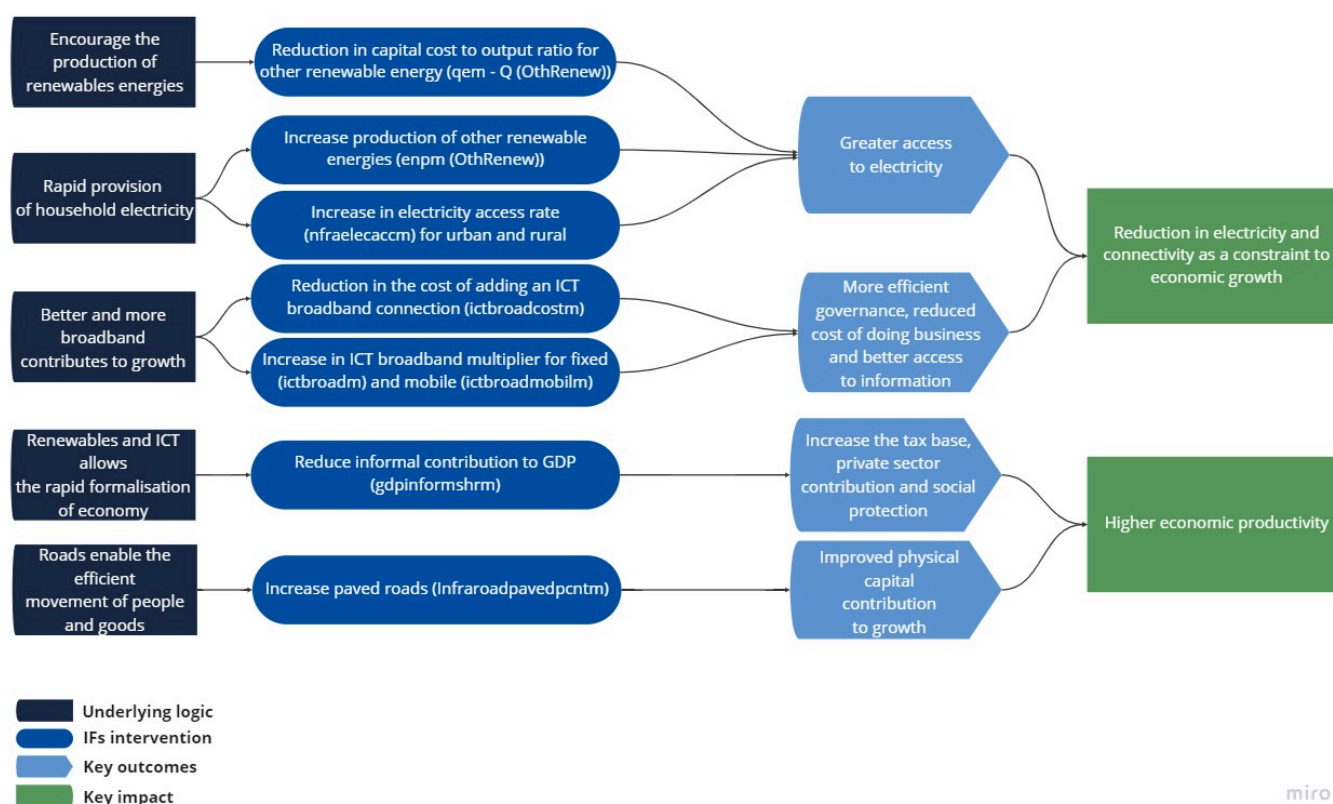 Encourage the
production of
renewables energies
Reduction in capital cost to output ratio for
other renewable energy (qem - Q (OthRenew))
Rapid provision
of household electricity
Increase production of other renewable
energies (enpm (OthRenew))
Increase in electricity access rate
(nfraelecaccm) for urban and rural
Greater access
to electricity
Better and more
broadband
contributes to growth
Reduction in the cost of adding an ICT
broadband connection (ictbroadcostm)
Increase in ICT broadband multiplier for fixed
(ictbroadm) and mobile (ictbroadmobilm)
More efficient
governance, reduced
cost of doing business
and better access
to information
Reduction in electricity and
connectivity as a constraint to
economic growth
Renewables and ICT
allows
the rapid formalisation
of economy
Reduce informal contribution to GDP
(gdpinformshrm)
Increase the tax base,
private sector
contribution and social
protection
Roads enable the
efficient
movement of people
and goods
Increase paved roads (Infraroadpavedpcntm)
Improved physical
capital
contribution
to growth
Higher economic productivity
Underlying logic
IFs intervention
Key outcomes
Key impact
miro